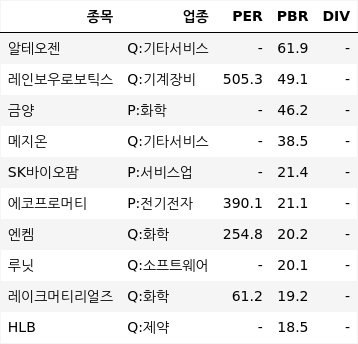 종목 업종 PER PBR DIV
알테오젠 Q:기타서비스 - 61.9 -
레인보우로보틱스 Q:기계장비 505.3 49.1 -
금양 P:화학 - 46.2 -
메지온 Q:기타서비스 - 38.5 -
SK바이오팜 P:서비스업 - 21.4 -
에코프로머티 P:전기전자 390.1 21.1 -
엔켐 Q:화학 254.8 20.2 -
루닛 Q:소프트웨어 - 20.1 -
레이크머티리얼즈 Q:화학 61.2 19.2 -
HLB Q:제약 - 18.5 -